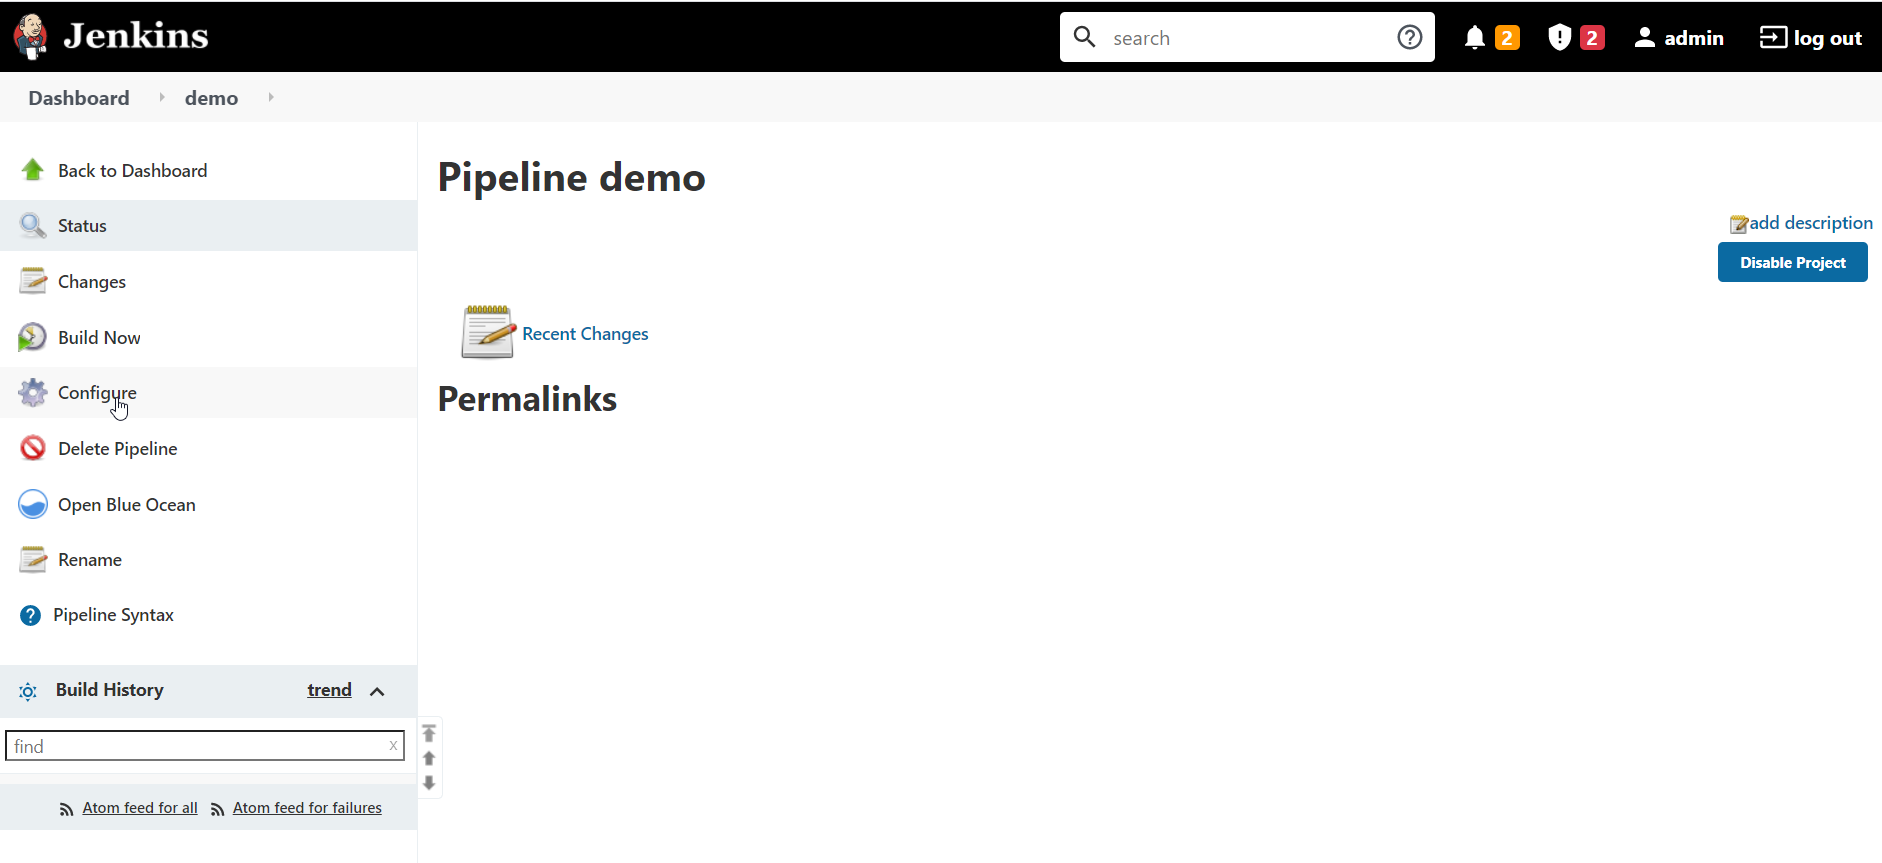 Jenkins
search
2
2
admin
log out
Dashboard
demo
Back to Dashboard
Status
Changes
Build Now
Configure
Delete Pipeline
Open Blue Ocean
Rename
Pipeline Syntax
Build History
trend
find
x
Atom feed for all
Atom feed for failures
Pipeline demo
add description
Disable Project
Recent Changes
Permalinks